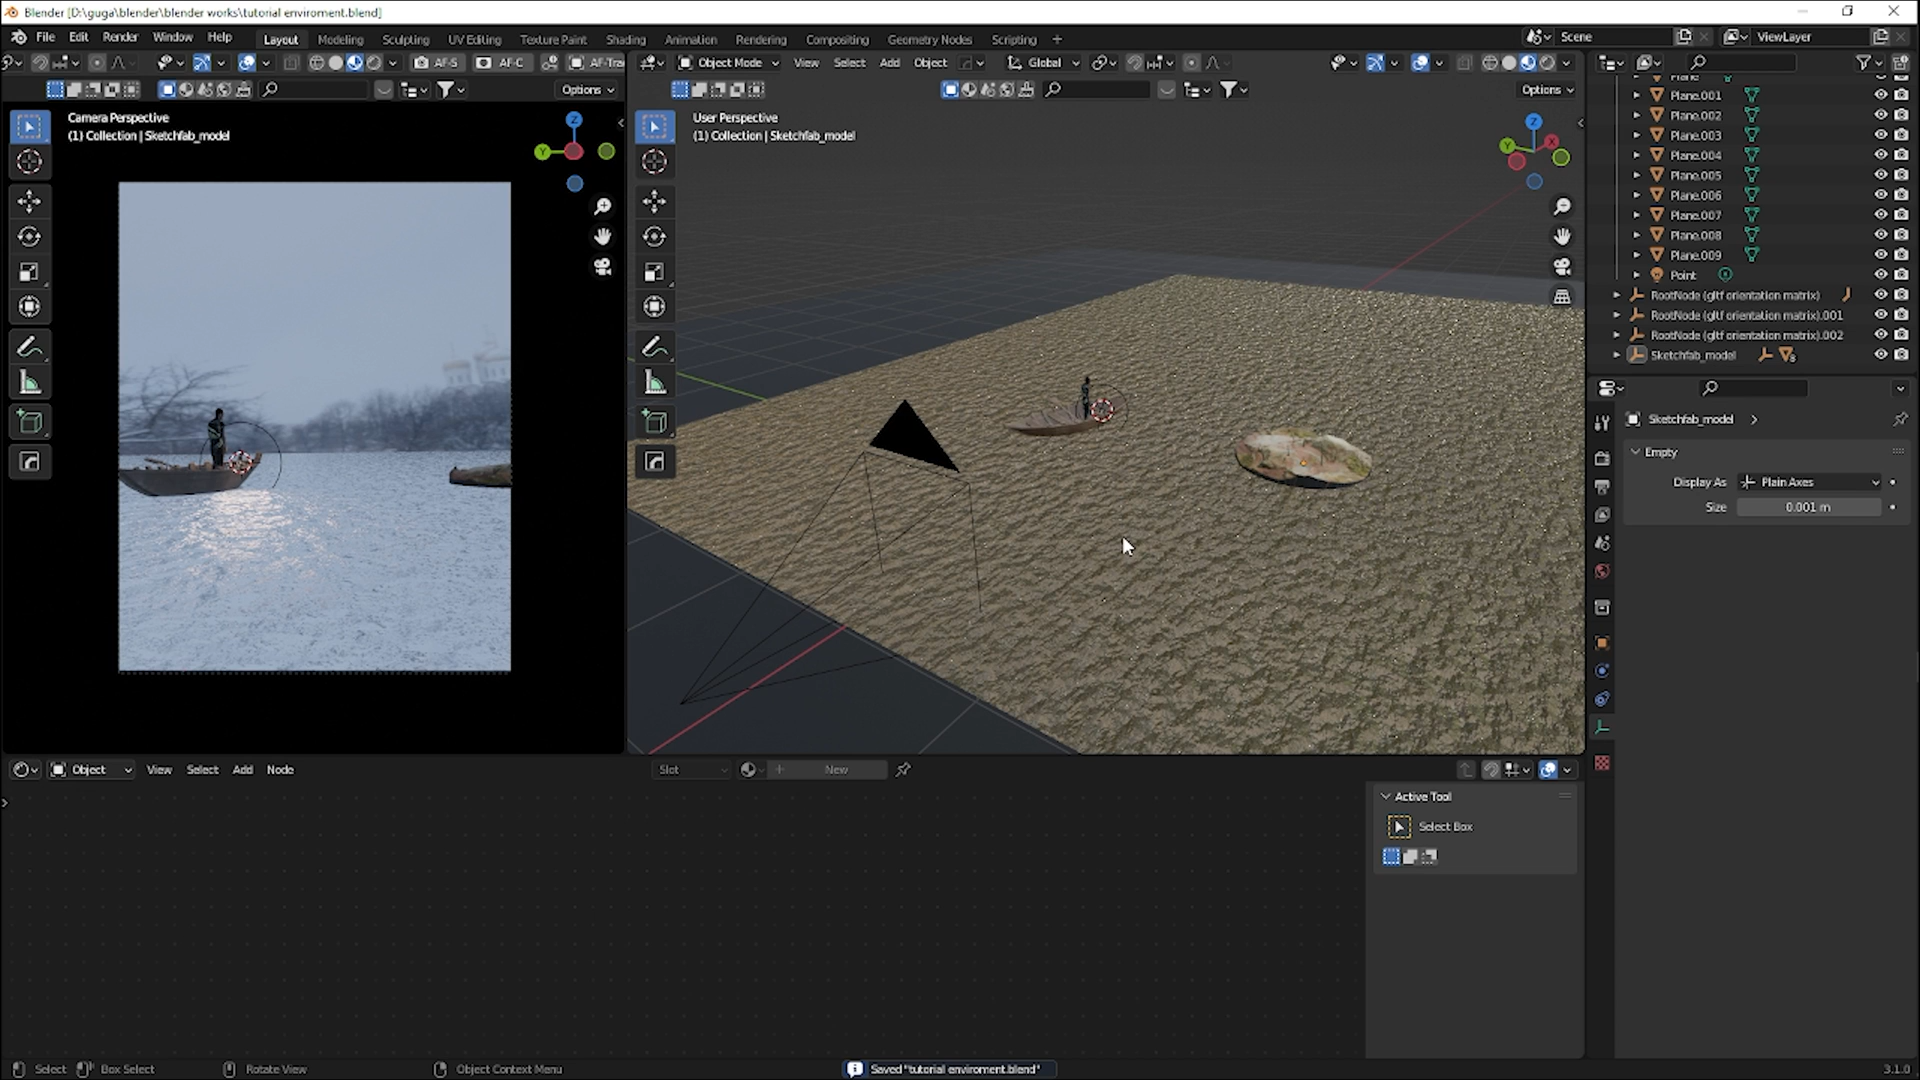 Blender [D:\guga\blender\blender works\tutorial enviroment.blend]
File Edit Render Window Help Layout Modeling Sculpting UV Editing Texture Paint Shading Animation Rendering Compositing Geometry Nodes Scripting + Scene ViewLayer
AF-S AF-C AF-Tra
Object Mode View Select Add Object Global
Options
Options
Camera Perspective
(1) Collection | Sketchfab_model
User Perspective
(1) Collection | Sketchfab_model
Z
Y
Z
Y
X
Plane
Plane.001
Plane.002
Plane.003
Plane.004
Plane.005
Plane.006
Plane.007
Plane.008
Plane.009
Point
RootNode (gltf orientation matrix)
RootNode (gltf orientation matrix).001
RootNode (gltf orientation matrix).002
Sketchfab_model 8
Sketchfab_model
Empty
Display As Plain Axes
Size 0.001 m
Object View Select Add Node Slot New
Active Tool
Select Box
Select Box Select Rotate View Object Context Menu Saved "tutorial enviroment.blend" 3.1.0